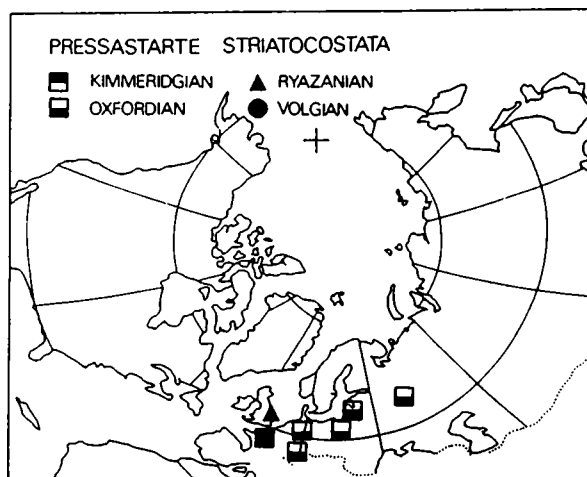 PRESSASTARTE STRIATOCOSTATA
KIMMERIDGIAN RYAZANIAN
OXFORDIAN VOLGIAN